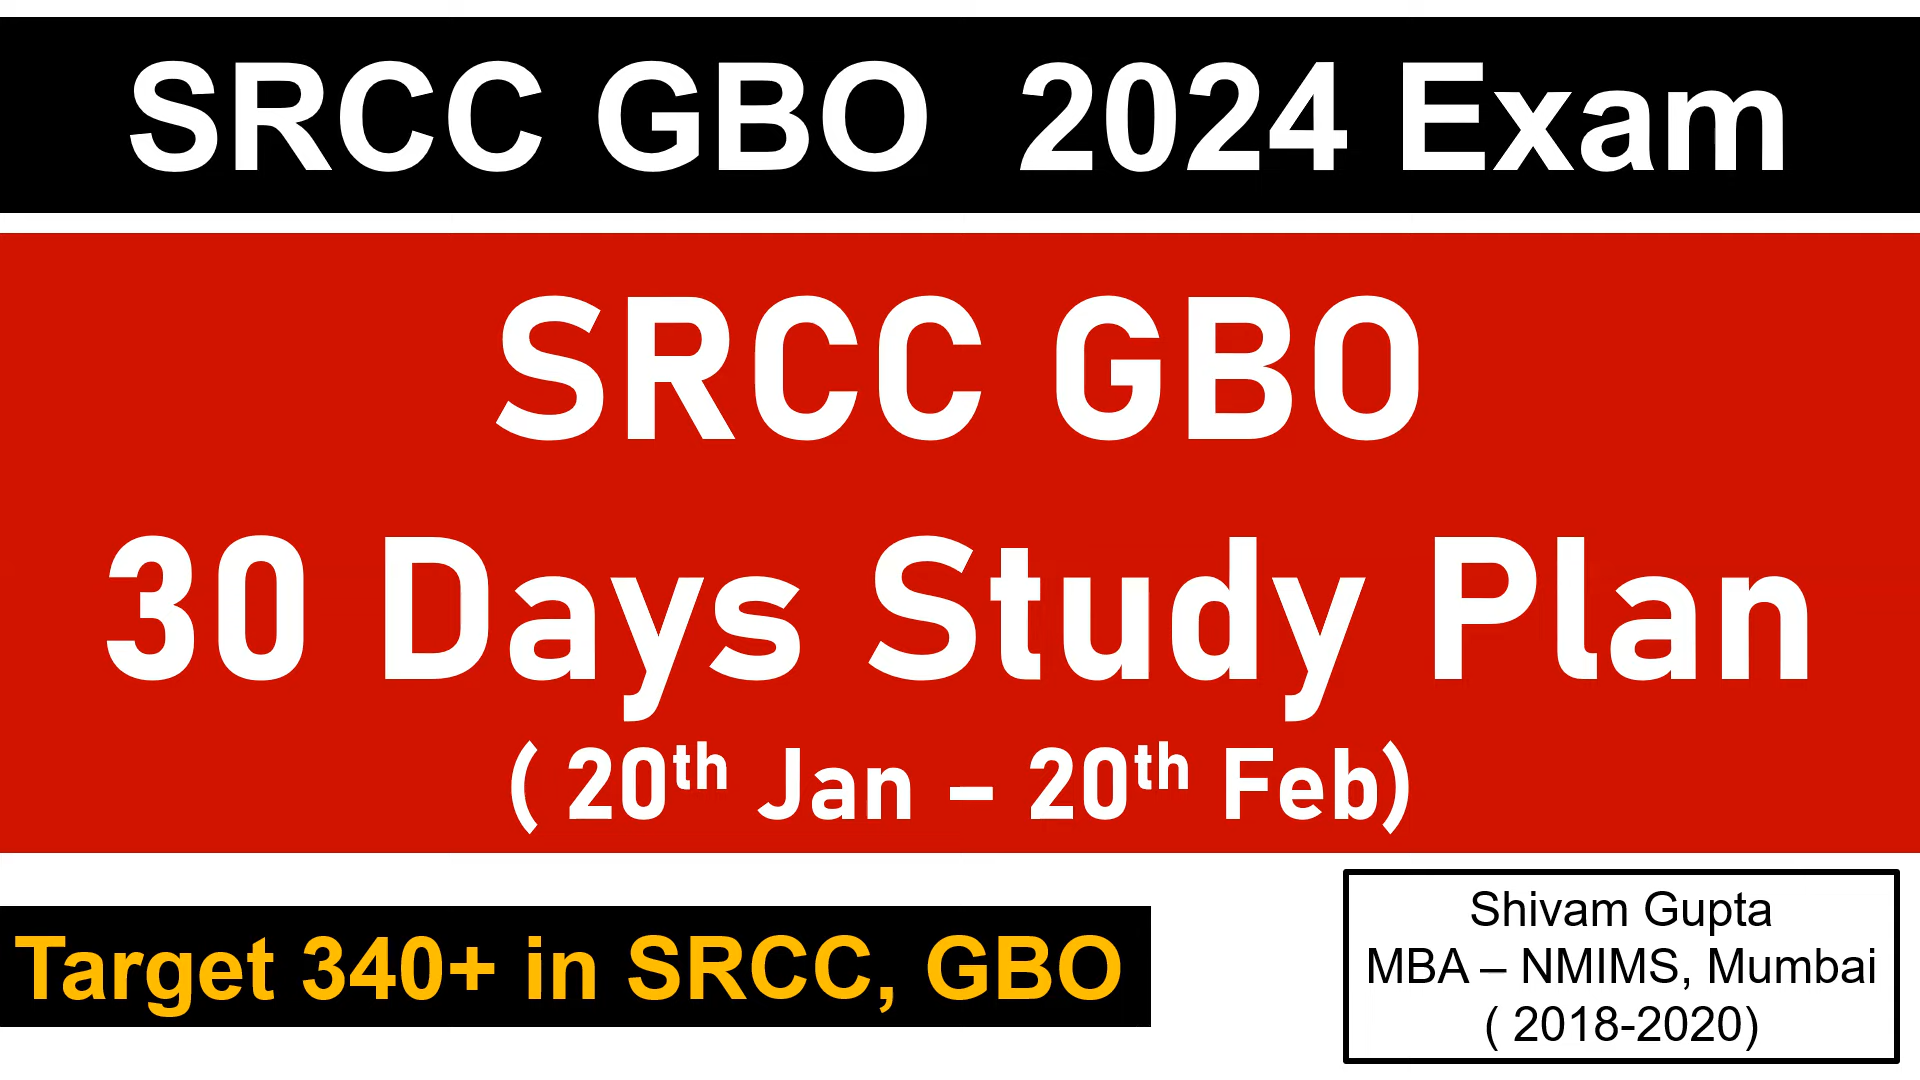 SRCC GBO 2024 Exam
SRCC GBO
30 Days Study Plan
( 20th Jan – 20th Feb)
Target 340+ in SRCC, GBO
Shivam Gupta
MBA – NMIMS, Mumbai
( 2018-2020)